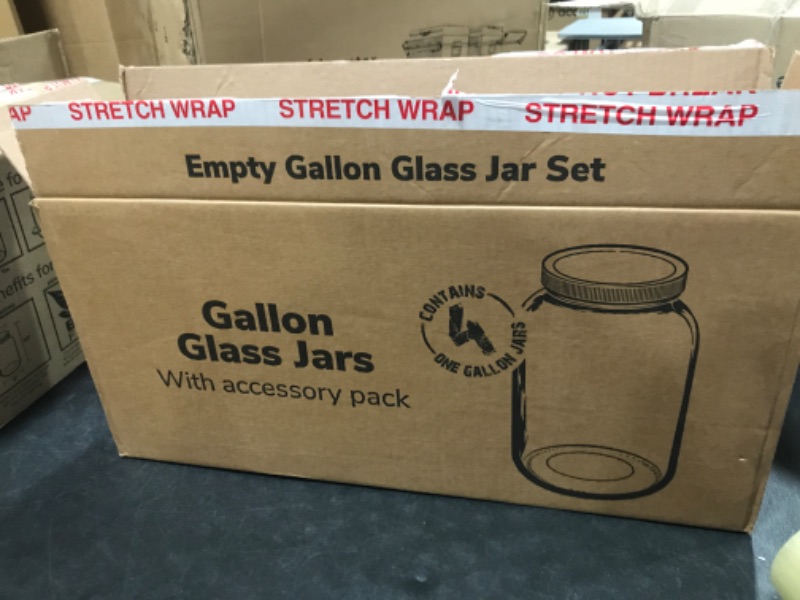 AP STRETCH WRAP STRETCH WRAP STRETCH WRAP
Empty Gallon Glass Jar Set
Gallon
Glass Jars
With accessory pack
CONTAINS
4
ONE GALLON JARS